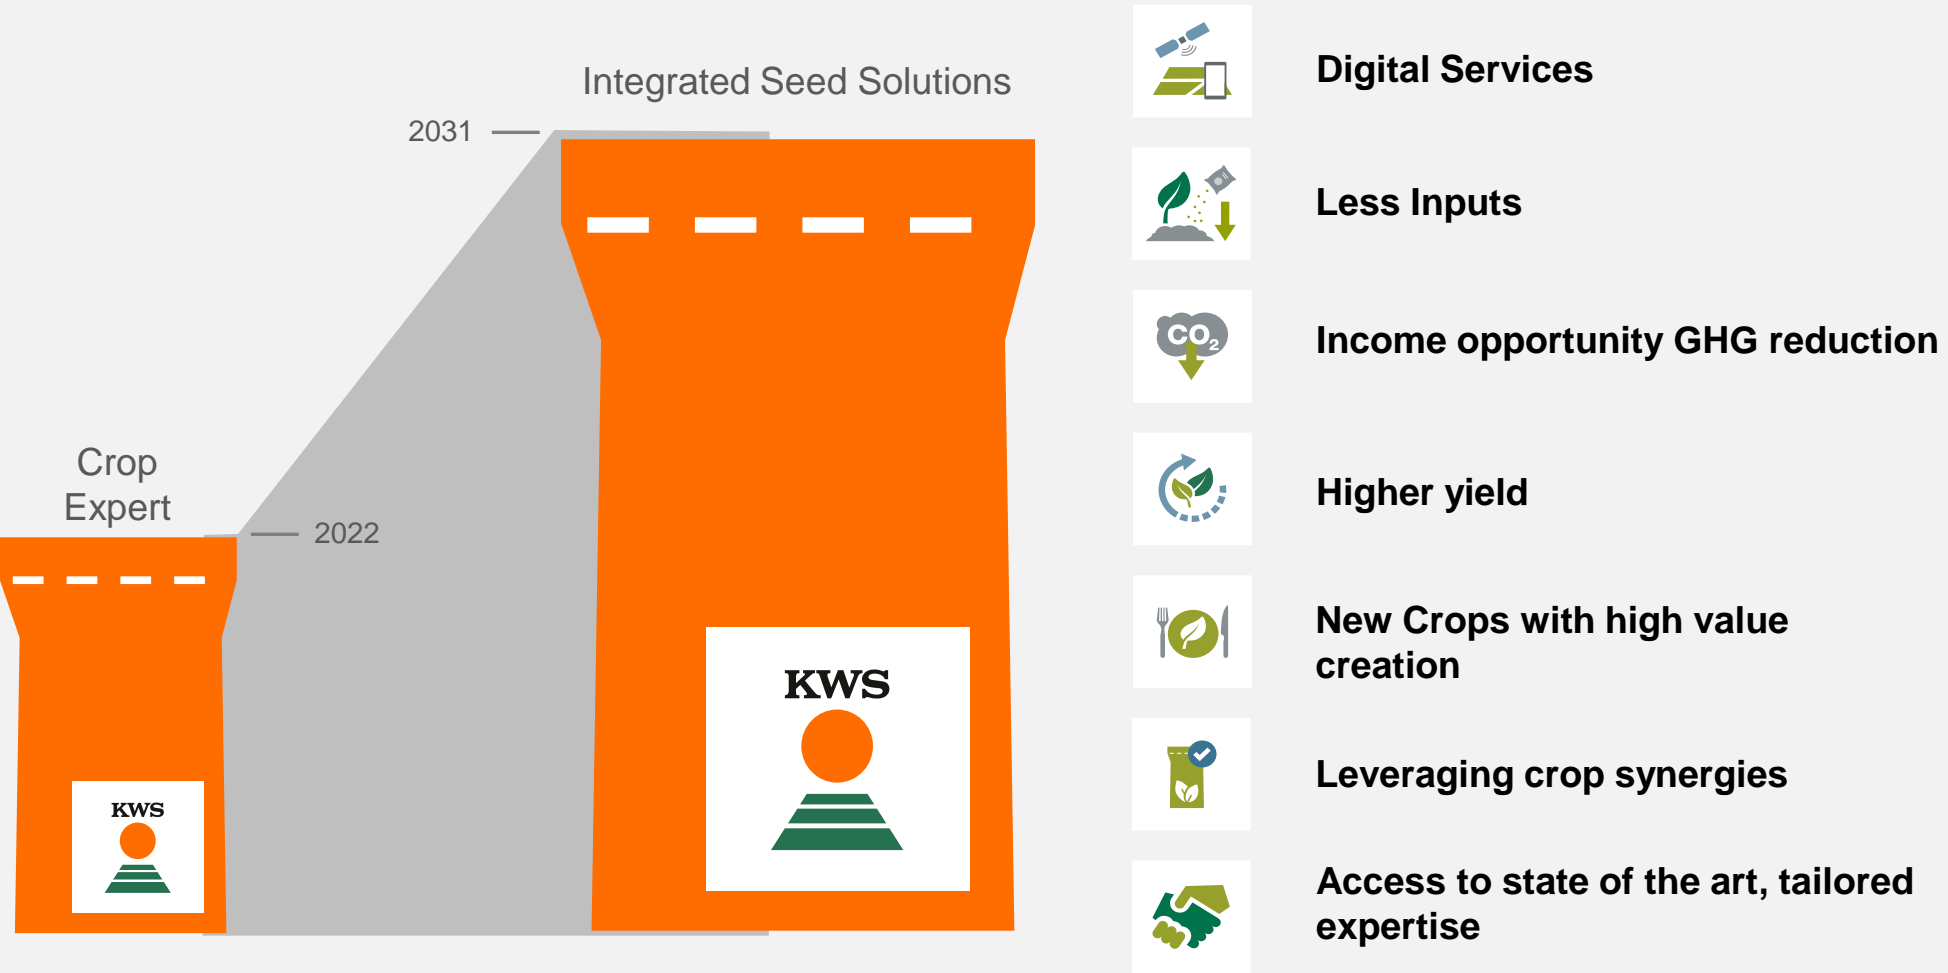 Integrated Seed Solutions
2031
Crop
Expert
2022
KWS
KWS
Digital Services
Less Inputs
CO2
Income opportunity GHG reduction
Higher yield
New Crops with high value
creation
Leveraging crop synergies
Access to state of the art, tailored
expertise